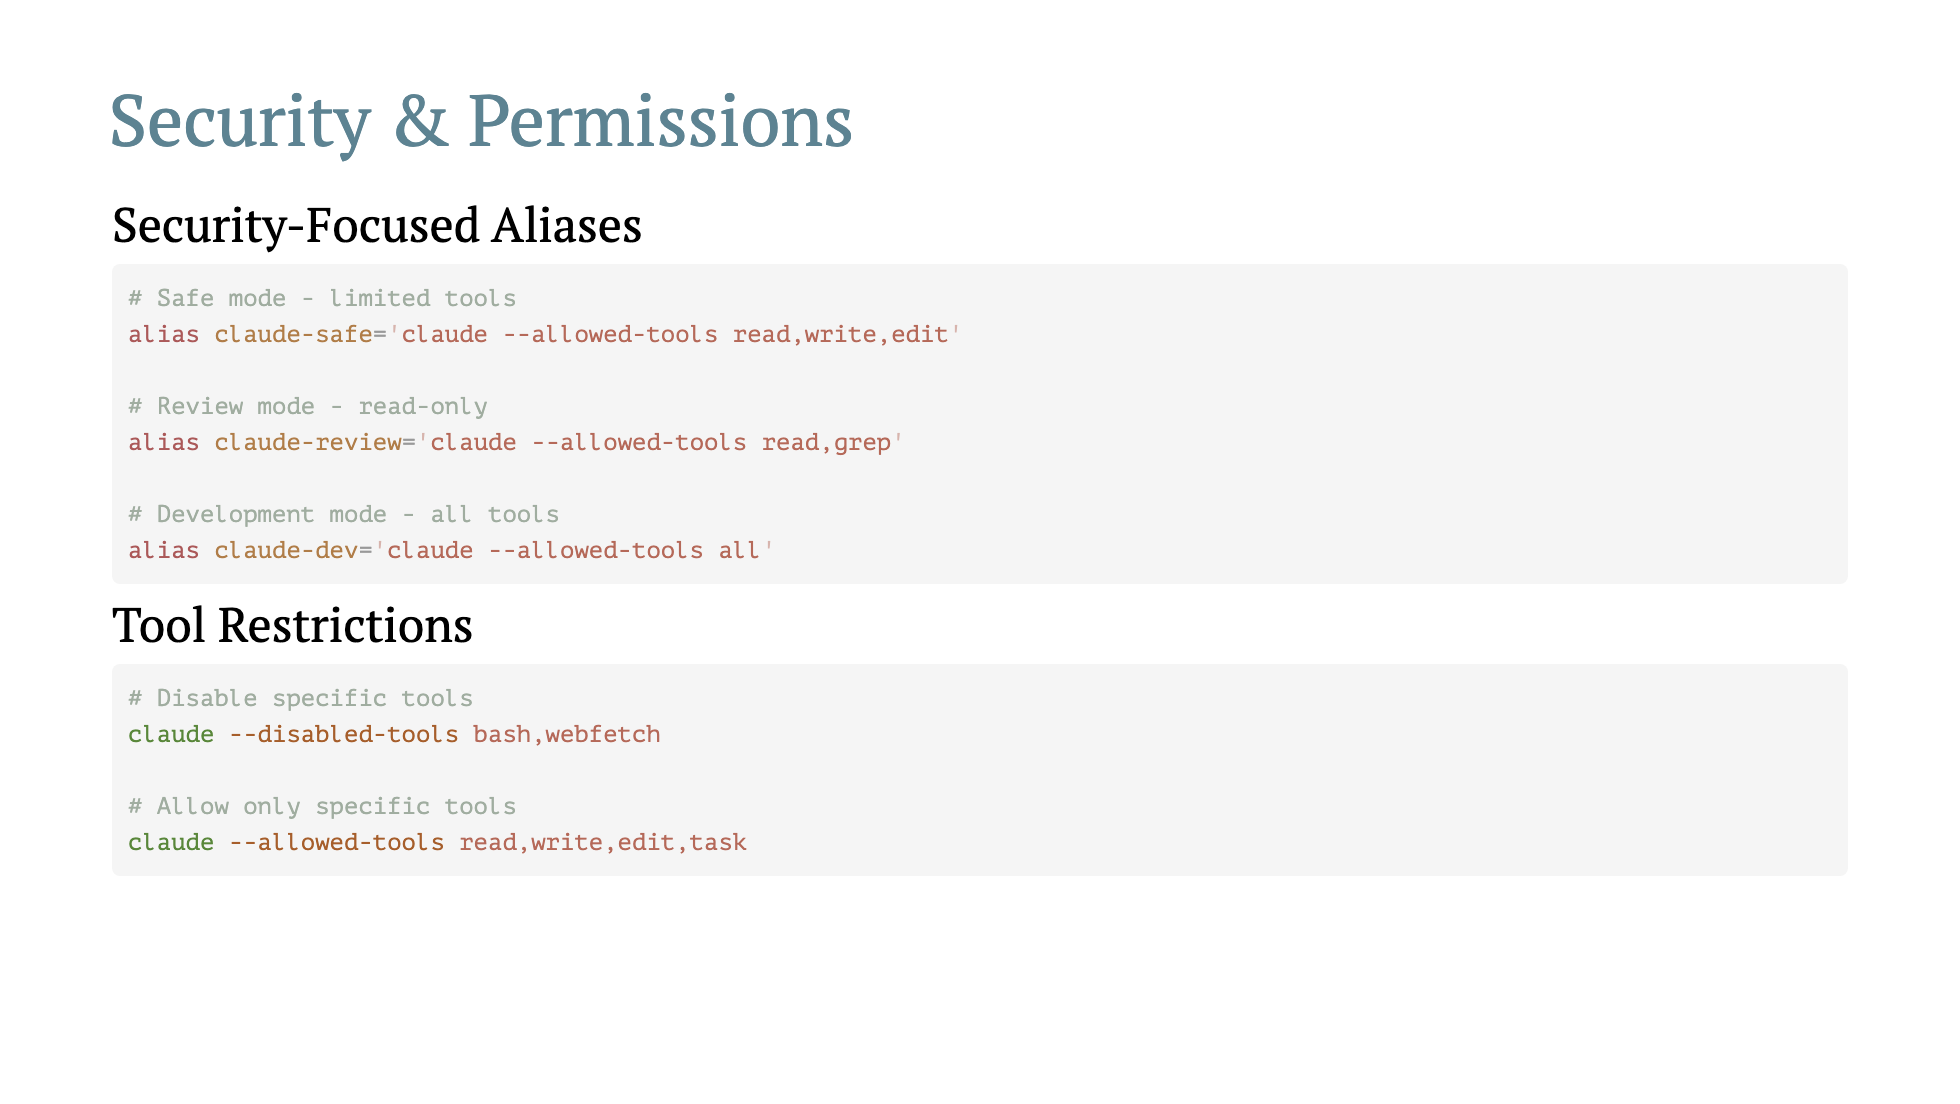 Security & Permissions
Security-Focused Aliases
# Safe mode - limited tools
alias claude-safe='claude --allowed-tools read,write,edit'
# Review mode - read-only
alias claude-review='claude --allowed-tools read,grep'
# Development mode - all tools
alias claude-dev='claude --allowed-tools all'
Tool Restrictions
# Disable specific tools
claude --disabled-tools bash,webfetch
# Allow only specific tools
claude --allowed-tools read,write,edit,task